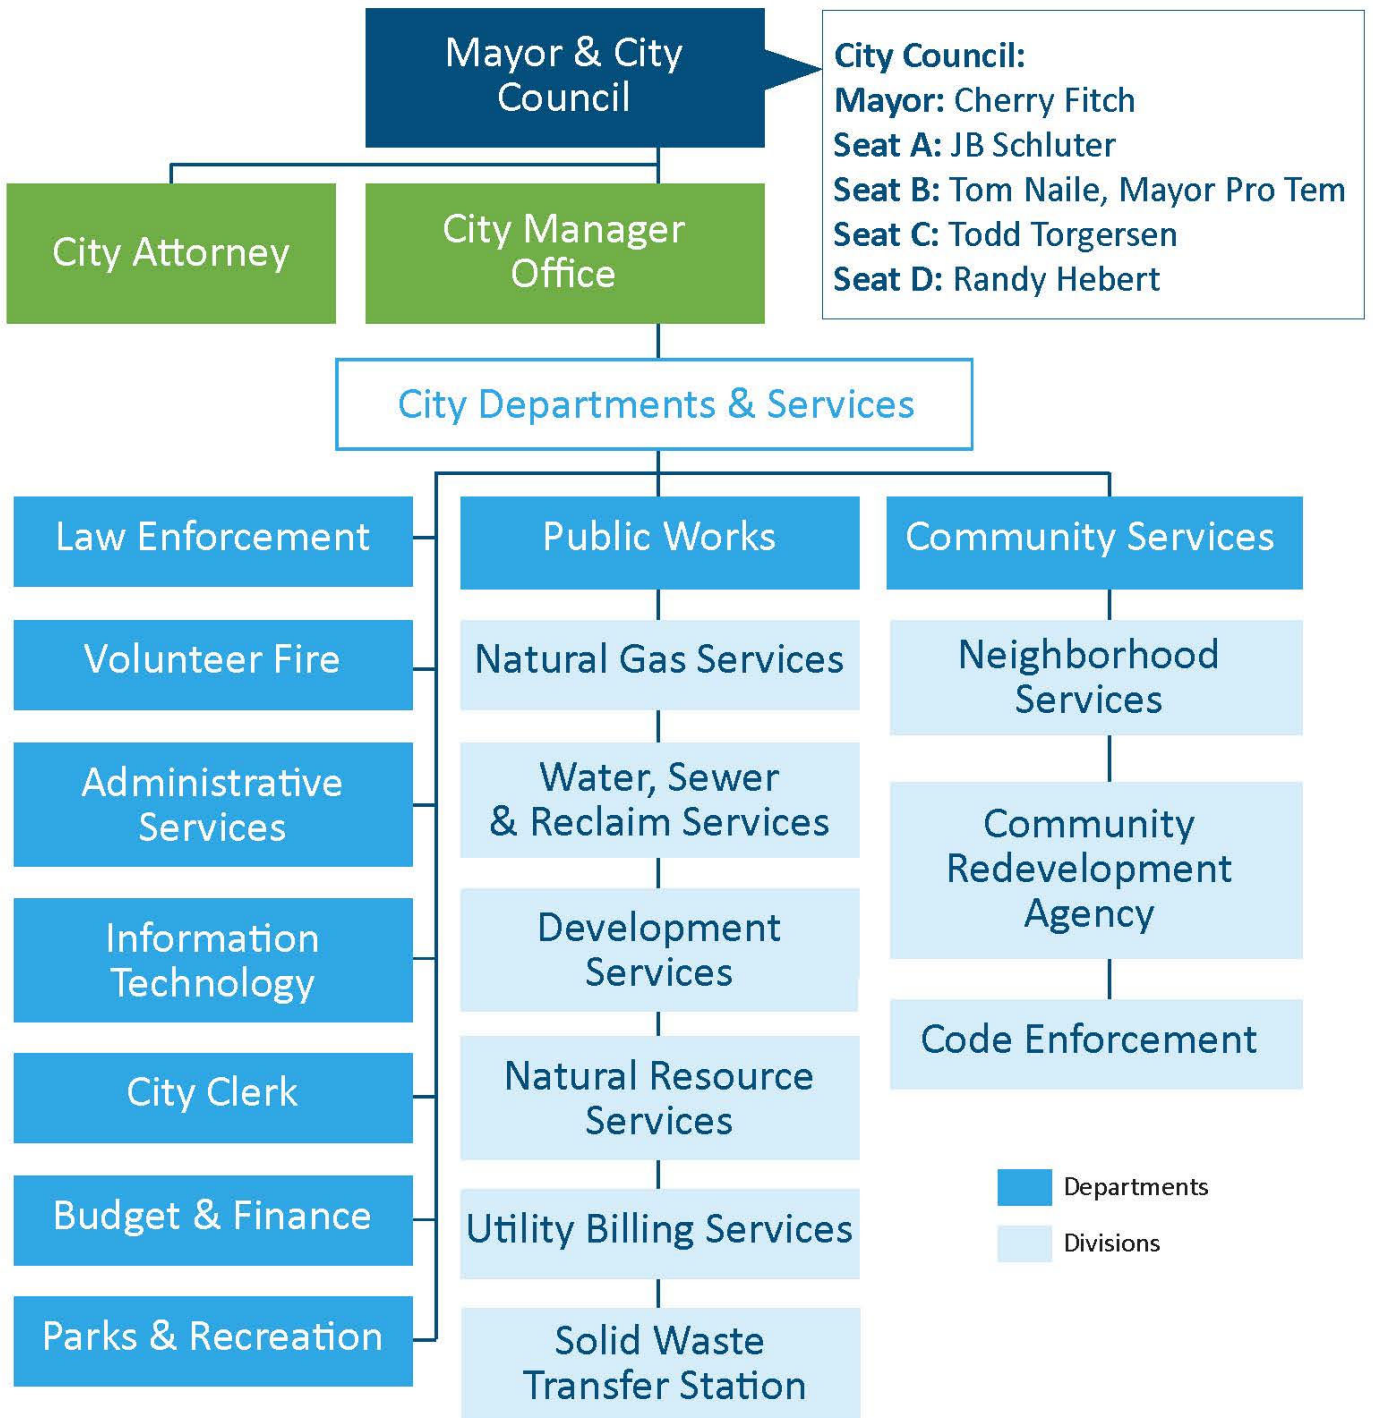 Mayor & City
Council
City Council:
Mayor: Cherry Fitch
Seat A: JB Schluter
Seat B: Tom Naile, Mayor Pro Tem
Seat C: Todd Torgersen
Seat D: Randy Hebert
City Attorney
City Manager
Office
City Departments & Services
Law Enforcement
Volunteer Fire
Administrative
Services
Information
Technology
City Clerk
Budget & Finance
Parks & Recreation
Public Works
Natural Gas Services
Water, Sewer
& Reclaim Services
Development
Services
Natural Resource
Services
Utility Billing Services
Solid Waste
Transfer Station
Community Services
Neighborhood
Services
Community
Redevelopment
Agency
Code Enforcement
Departments
Divisions